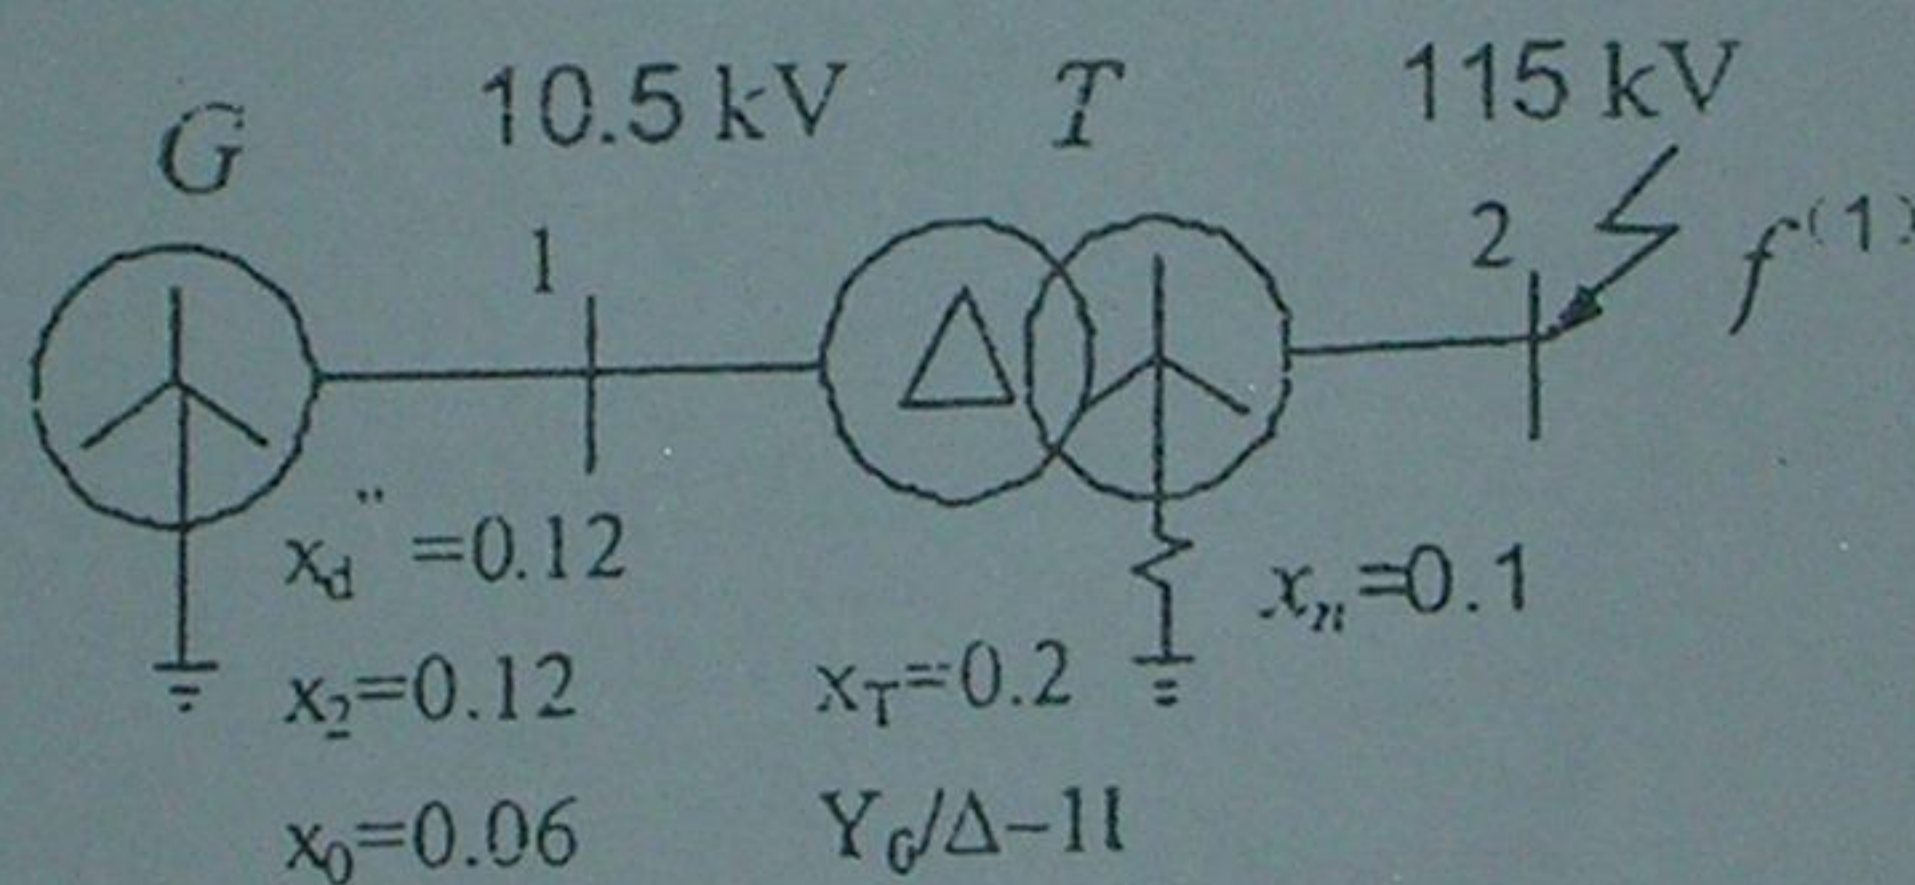 G
10.5 kV
T
115 kV
1
2
f⁽¹⁾
Δ
x_d''=0.12
x_n=0.1
x_2=0.12
x_T=0.2
x_0=0.06
Y_0/Δ-11